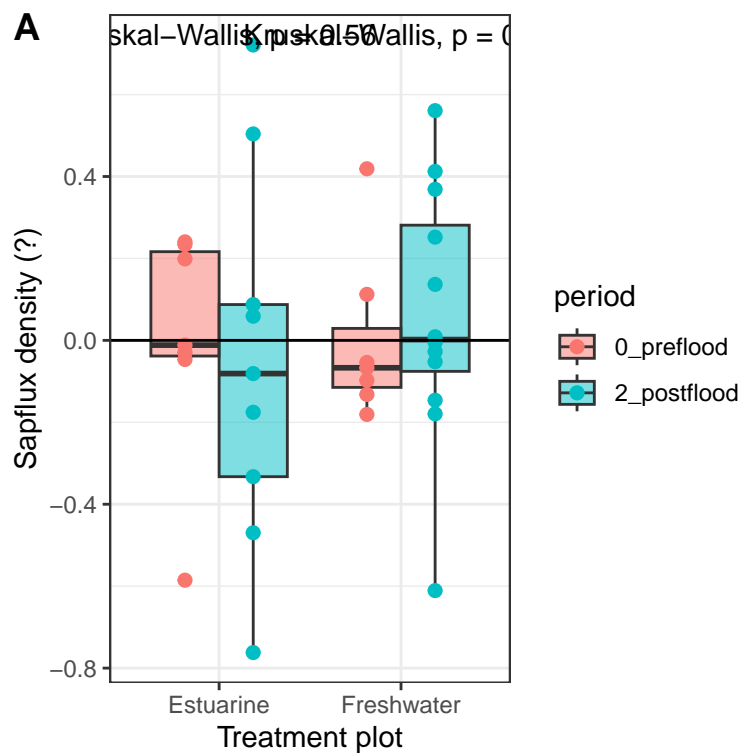 A
skal−Wallis, p = 0.56
Kruskal−Wallis, p = 0
Sapflux density (?)
0.4
0.0
−0.4
−0.8
Estuarine
Freshwater
Treatment plot
period
0_preflood
2_postflood